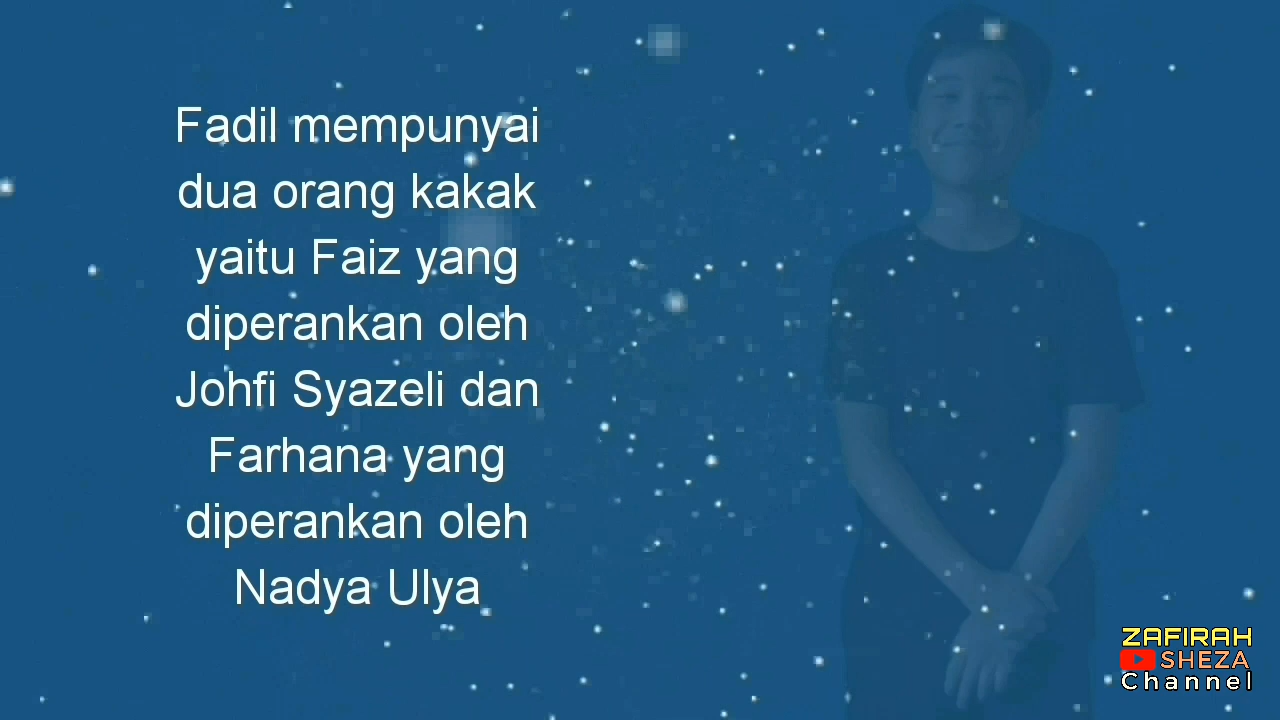 Fadil mempunyai
dua orang kakak
yaitu Faiz yang
diperankan oleh
Johfi Syazeli dan
Farhana yang
diperankan oleh
Nadya Ulya
ZAFIRAH
SHEZA
Channel